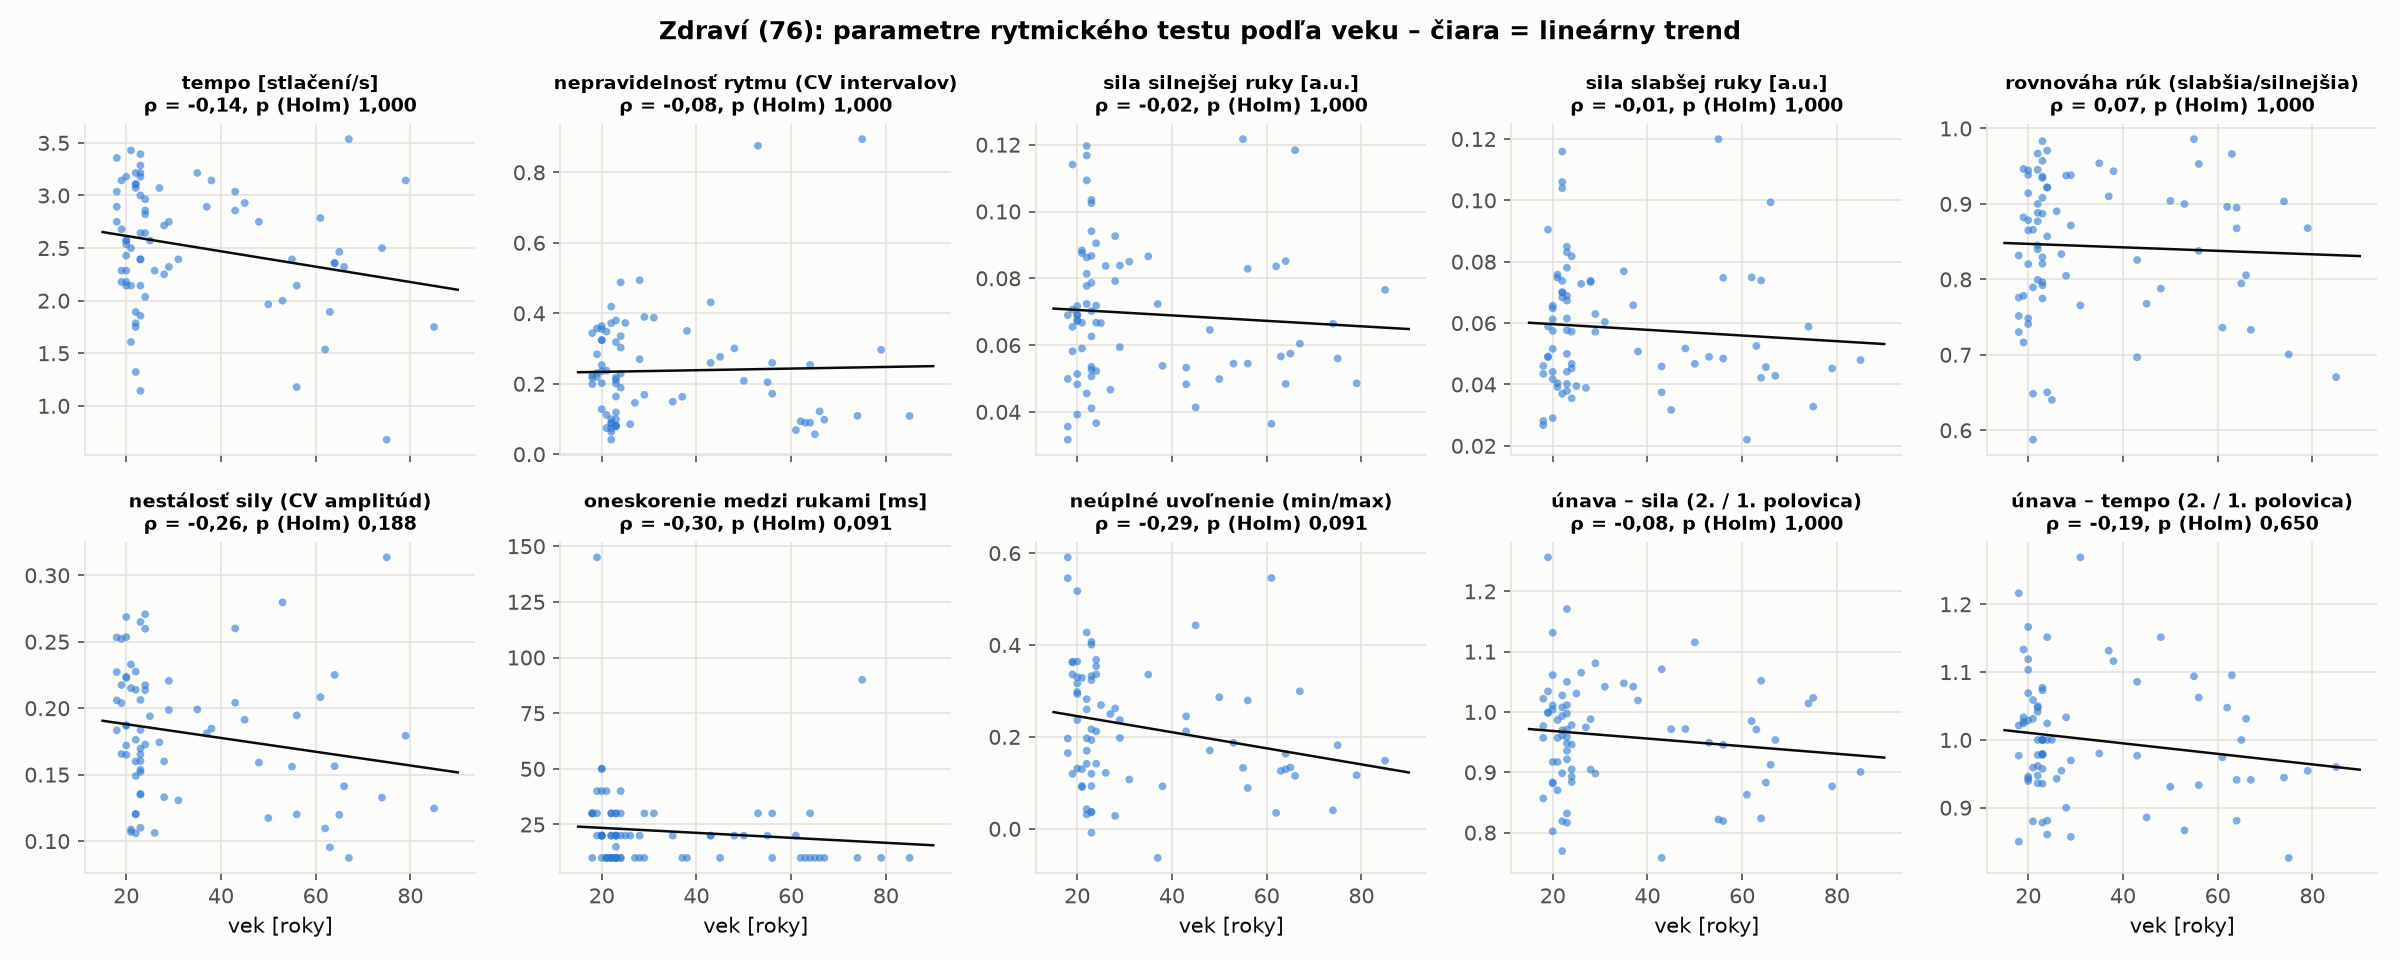 Zdraví (76): parametre rytmického testu podľa veku – čiara = lineárny trend
tempo [stlačení/s]
ρ = -0,14, p (Holm) 1,000
nepravidelnosť rytmu (CV intervalov)
ρ = -0,08, p (Holm) 1,000
sila silnejšej ruky [a.u.]
ρ = -0,02, p (Holm) 1,000
sila slabšej ruky [a.u.]
ρ = -0,01, p (Holm) 1,000
rovnováha rúk (slabšia/silnejšia)
ρ = 0,07, p (Holm) 1,000
3.5
3.0
2.5
2.0
1.5
1.0
0.8
0.6
0.4
0.2
0.0
0.12
0.10
0.08
0.06
0.04
0.12
0.10
0.08
0.06
0.04
0.02
1.0
0.9
0.8
0.7
0.6
nestálosť sily (CV amplitúd)
ρ = -0,26, p (Holm) 0,188
oneskorenie medzi rukami [ms]
ρ = -0,30, p (Holm) 0,091
neúplné uvoľnenie (min/max)
ρ = -0,29, p (Holm) 0,091
únava – sila (2. / 1. polovica)
ρ = -0,08, p (Holm) 1,000
únava – tempo (2. / 1. polovica)
ρ = -0,19, p (Holm) 0,650
0.30
0.25
0.20
0.15
0.10
150
125
100
75
50
25
0.6
0.4
0.2
0.0
1.2
1.1
1.0
0.9
0.8
1.2
1.1
1.0
0.9
20 40 60 80
20 40 60 80
20 40 60 80
20 40 60 80
20 40 60 80
vek [roky]
vek [roky]
vek [roky]
vek [roky]
vek [roky]